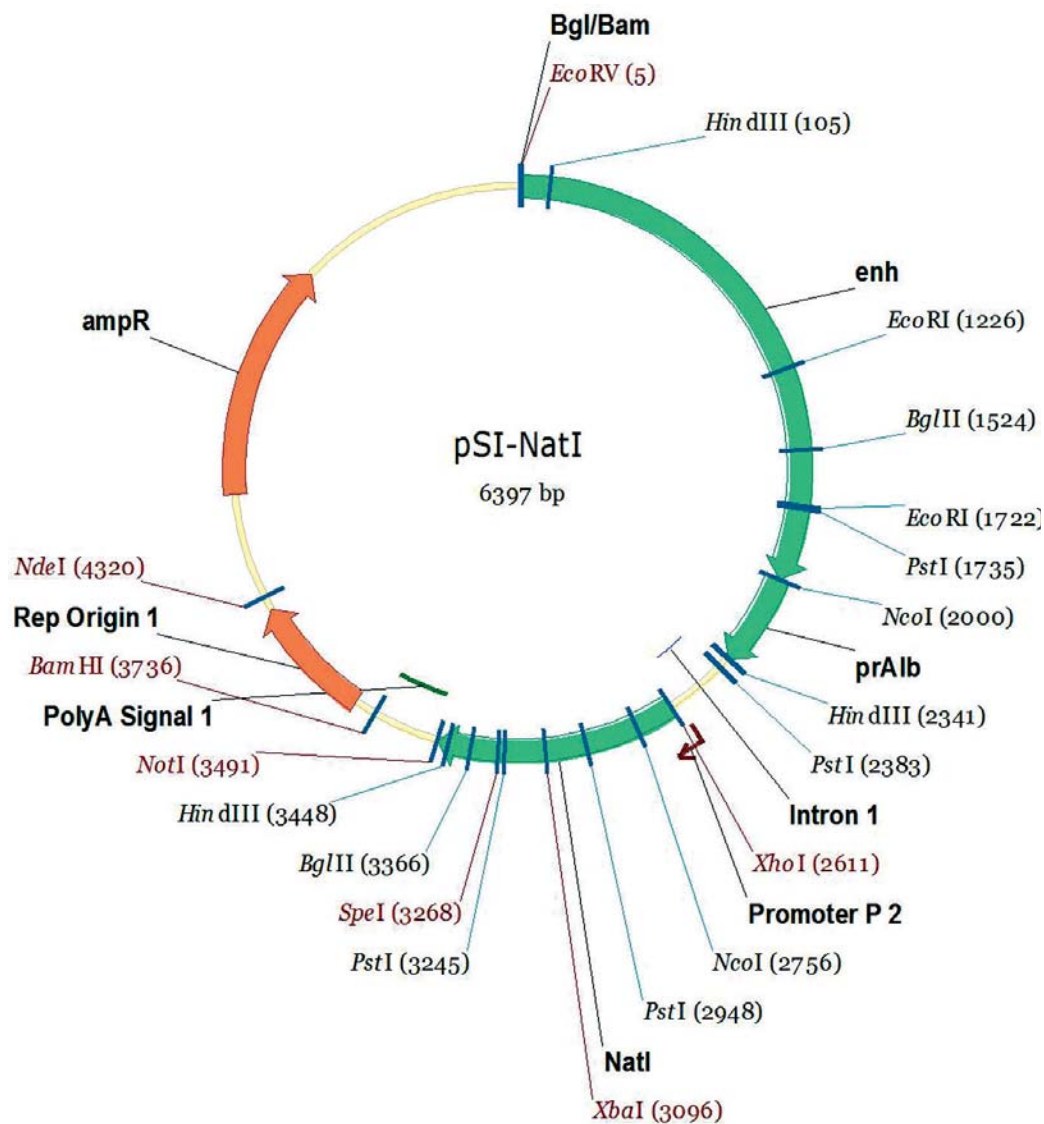 Bgl/Bam
EcoRV (5)
HindIII (105)
enh
EcoRI (1226)
BglII (1524)
EcoRI (1722)
PstI (1735)
NcoI (2000)
prAlb
HindIII (2341)
PstI (2383)
Intron 1
XhoI (2611)
Promoter P 2
NcoI (2756)
PstI (2948)
NatI
XbaI (3096)
PstI (3245)
SpeI (3268)
BglII (3366)
HindIII (3448)
NotI (3491)
PolyA Signal 1
BamHI (3736)
Rep Origin 1
NdeI (4320)
ampR
pSI-NatI
6397 bp